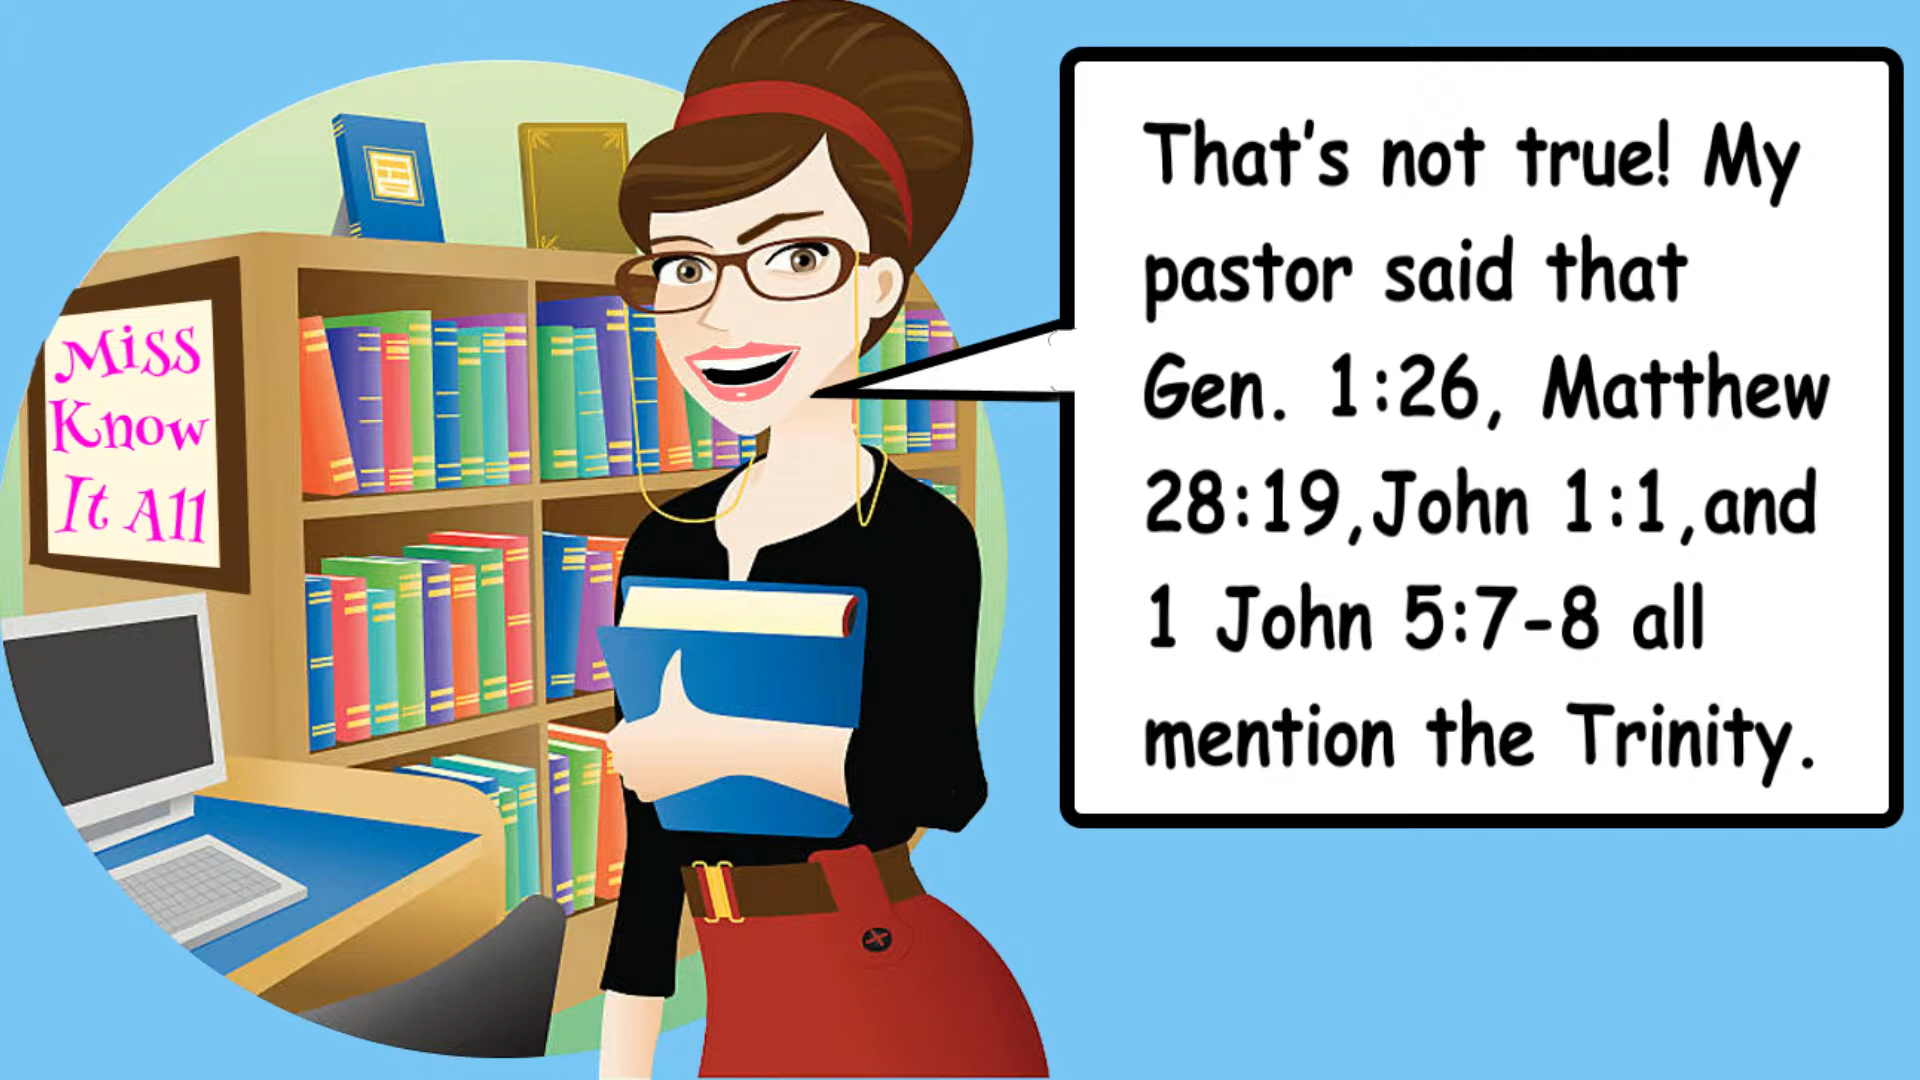 Miss
Know
It All
That's not true! My
pastor said that
Gen. 1:26, Matthew
28:19,John 1:1,and
1 John 5:7-8 all
mention the Trinity.